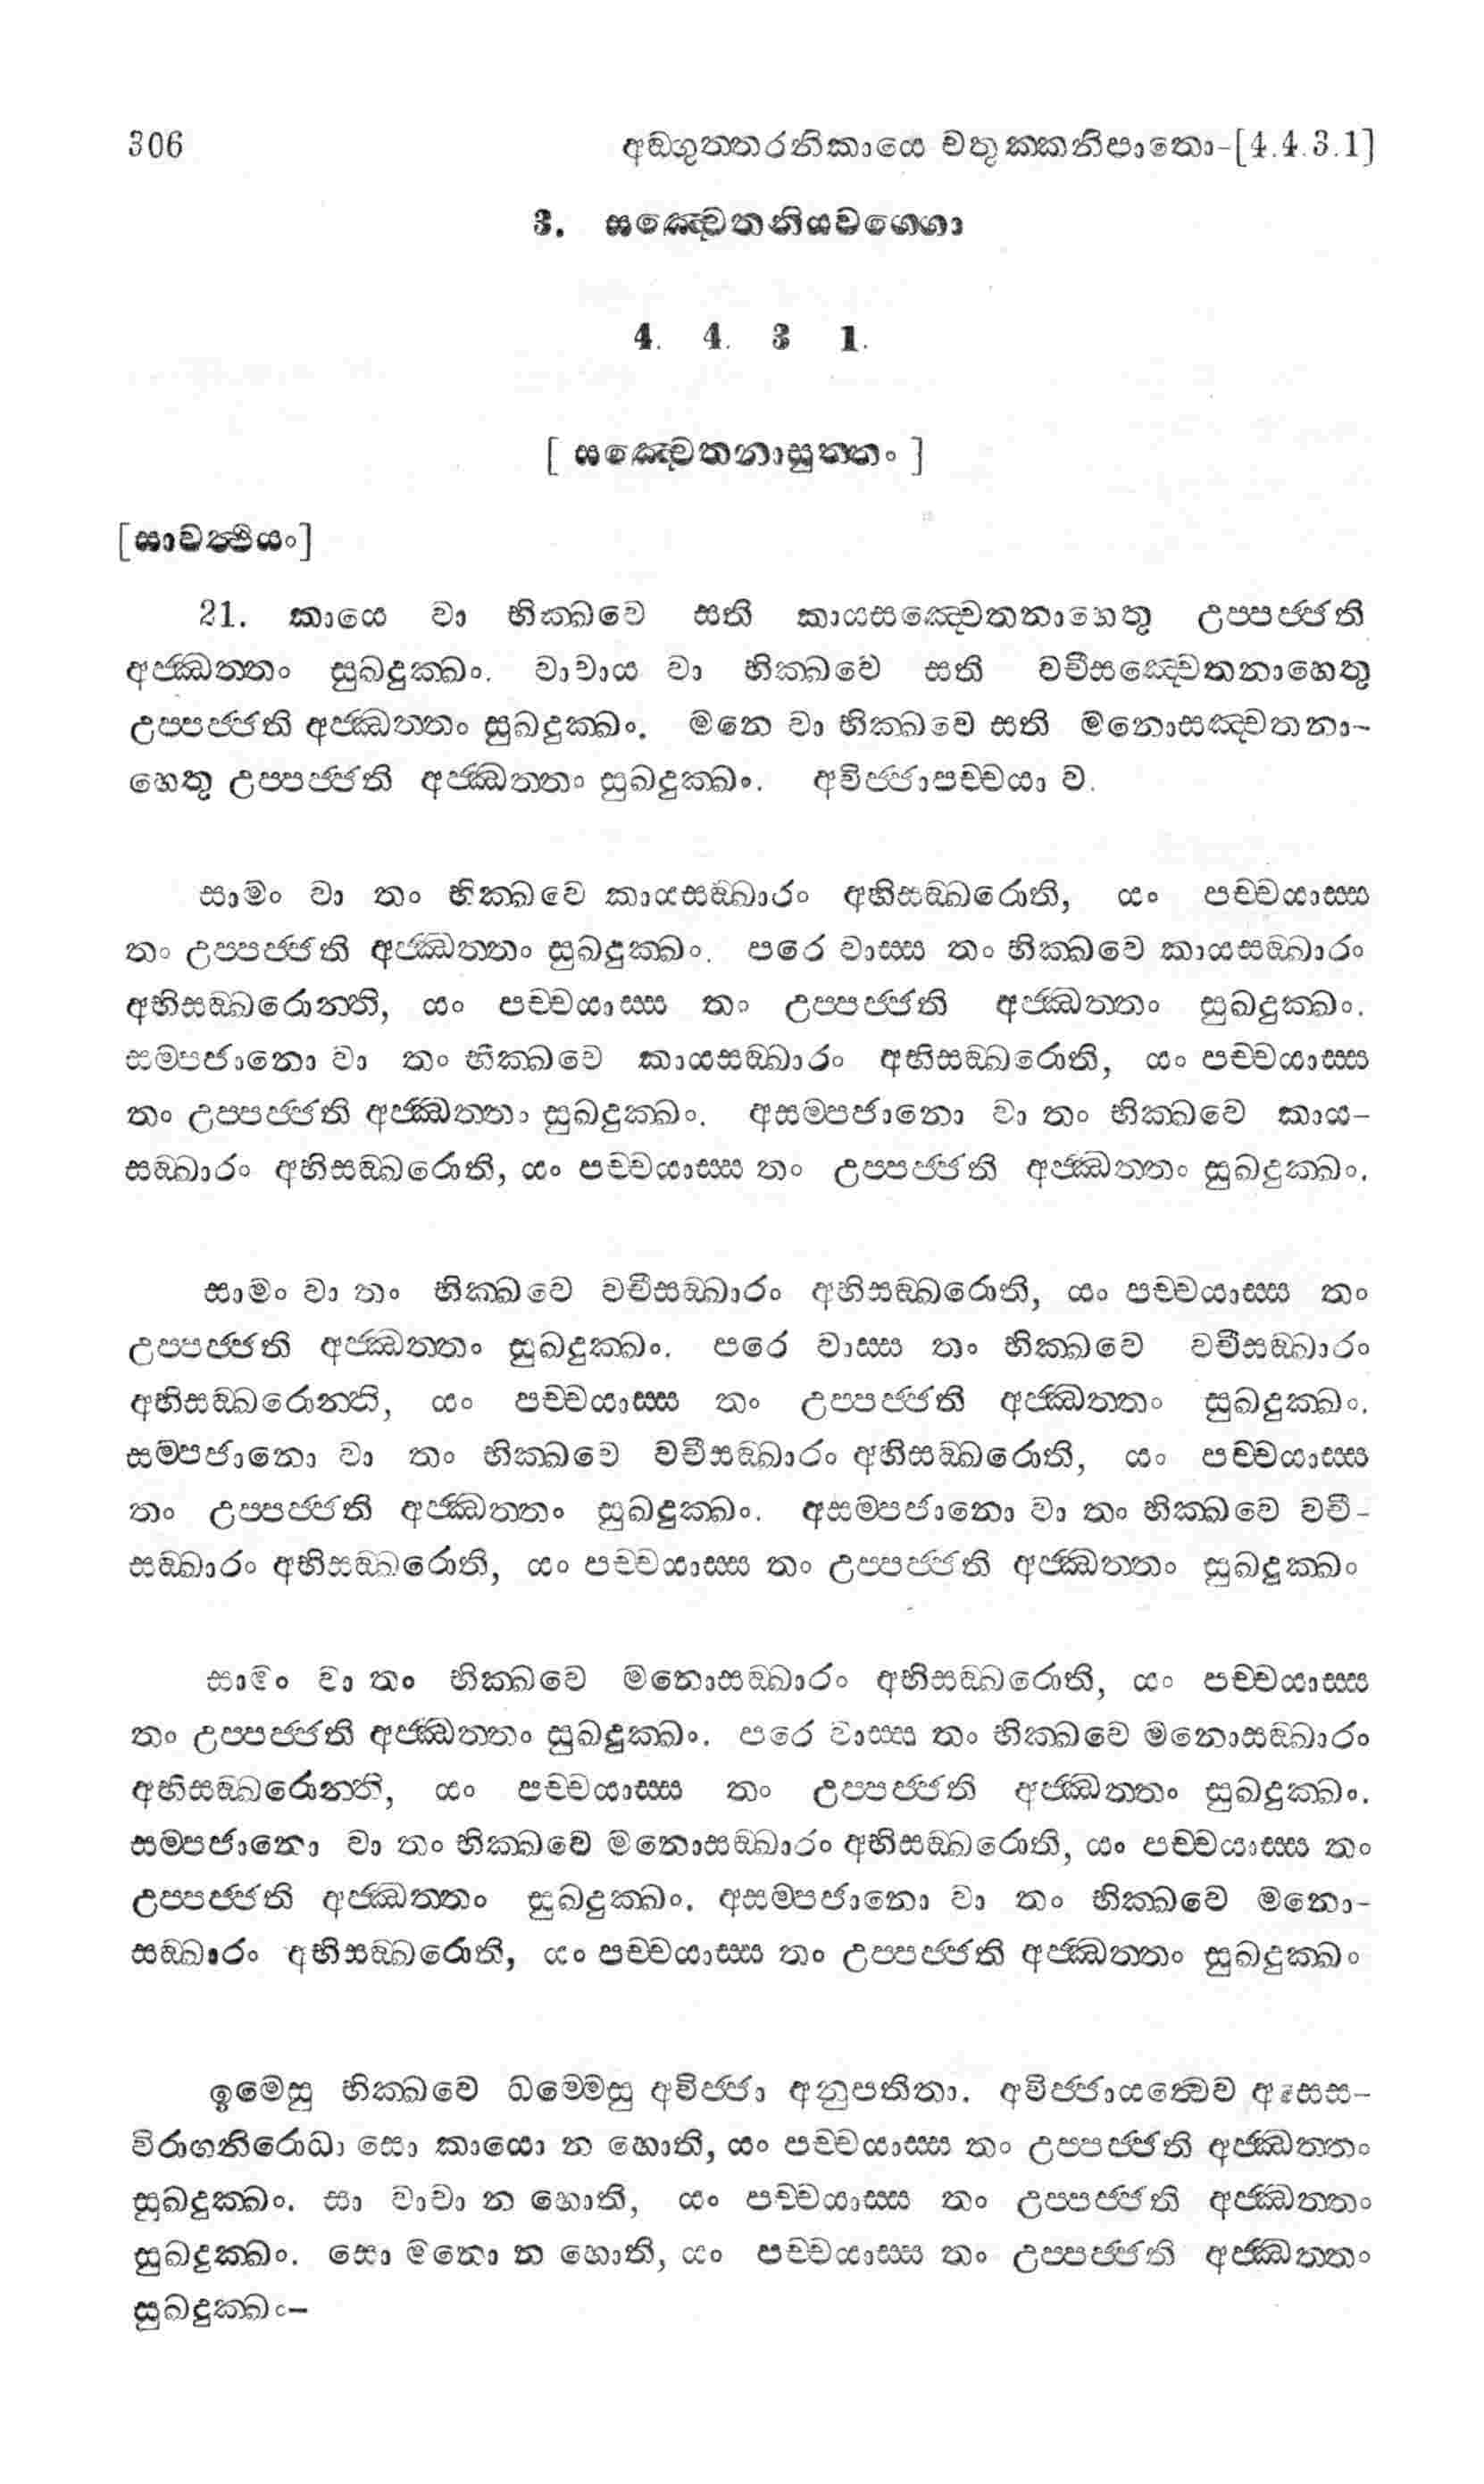 306 අඞ්ගුත්තරනිකායෙ චතුක්කනිපාතො-[4.4.3.1]
3. සඤ්චෙතනියවග්ගො
4. 4. 3 1.
[ සඤ්චෙතනාසුත්තං ]
[සාවත්ථියං]
21. කායෙ වා භික්ඛවෙ සති කායසඤ්චෙතනාහෙතු උප්පජ්ජති
අජ්ඣත්තං සුඛදුක්ඛං. වාචාය වා භික්ඛවෙ සති වචීසඤ්චෙතනාහෙතු
උප්පජ්ජති අජ්ඣත්තං සුඛදුක්ඛං. මනෙ වා භික්ඛවෙ සති මනොසඤ්චතනා-
හෙතු උප්පජ්ජති අජ්ඣත්තං සුඛදුක්ඛං. අවිජ්ජාපච්චයා ව.
සාමං වා තං භික්ඛවෙ කායසඞ්ඛාරං අභිසඞ්ඛරොති, යං පච්චයාස්ස
තං උප්පජ්ජති අජ්ඣත්තං සුඛදුක්ඛං. පරෙ වාස්ස තං භික්ඛවෙ කායසඞ්ඛාරං
අභිසඞ්ඛරොන්ති, යං පච්චයාස්ස තං උප්පජ්ජති අජ්ඣත්තං සුඛදුක්ඛං.
සම්පජානො වා තං භික්ඛවෙ කායසඞ්ඛාරං අභිසඞ්ඛරොති, යං පච්චයාස්ස
තං උප්පජ්ජති අජ්ඣත්තා සුඛදුක්ඛං. අසම්පජානො වා තං භික්ඛවෙ කාය-
සඞ්ඛාරං අභිසඞ්ඛරොති, යං පච්චයාස්ස තං උප්පජ්ජති අජ්ඣත්තං සුඛදුක්ඛං.
සාමං වා තං භික්ඛවෙ වචීසඞ්ඛාරං අභිසඞ්ඛරොති, යං පච්චයාස්ස තං
උප්පජ්ජති අජ්ඣත්තං සුඛදුක්ඛං. පරෙ වාස්ස තං භික්ඛවෙ වචීසඞ්ඛාරං
අභිසඞ්ඛරොන්ති, යං පච්චයාස්ස තං උප්පජ්ජති අජ්ඣත්තං සුඛදුක්ඛං.
සම්පජානො වා තං භික්ඛවෙ වචීසඞ්ඛාරං අභිසඞ්ඛරොති, යං පච්චයාස්ස
තං උප්පජ්ජති අජ්ඣත්තං සුඛදුක්ඛං. අසම්පජානො වා තං භික්ඛවෙ වචී-
සඞ්ඛාරං අභිසඞ්ඛරොති, යං පච්චයාස්ස තං උප්පජ්ජති අජ්ඣත්තං සුඛදුක්ඛං
සාමං වා තං භික්ඛවෙ මනොසඞ්ඛාරං අභිසඞ්ඛරොති, යං පච්චයාස්ස
තං උප්පජ්ජති අජ්ඣත්තං සුඛදුක්ඛං. පරෙ වාස්ස තං භික්ඛවෙ මනොසඞ්ඛාරං
අභිසඞ්ඛරොන්ති, යං පච්චයාස්ස තං උප්පජ්ජති අජ්ඣත්තං සුඛදුක්ඛං.
සම්පජානො වා තං භික්ඛවෙ මනොසඞ්ඛාරං අභිසඞ්ඛරොති, යං පච්චයාස්ස තං
උප්පජ්ජති අජ්ඣත්තං සුඛදුක්ඛං. අසම්පජානො වා තං භික්ඛවෙ මනො-
සඞ්ඛාරං අභිසඞ්ඛරොති, යං පච්චයාස්ස තං උප්පජ්ජති අජ්ඣත්තං සුඛදුක්ඛං
ඉමෙසු භික්ඛවෙ ධම්මෙසු අවිජ්ජා අනුපතිතා. අවිජ්ජායත්වෙව අසෙස-
විරාගනිරොධා සො කායො න හොති, යං පච්චයාස්ස තං උප්පජ්ජති අජ්ඣත්තං
සුඛදුක්ඛං. සා වාචා න හොති, යං පච්චයාස්ස තං උප්පජ්ජති අජ්ඣත්තං
සුඛදුක්ඛං. සො මනො න හොති, යං පච්චයාස්ස තං උප්පජ්ජති අජ්ඣත්තං
සුඛදුක්ඛං-